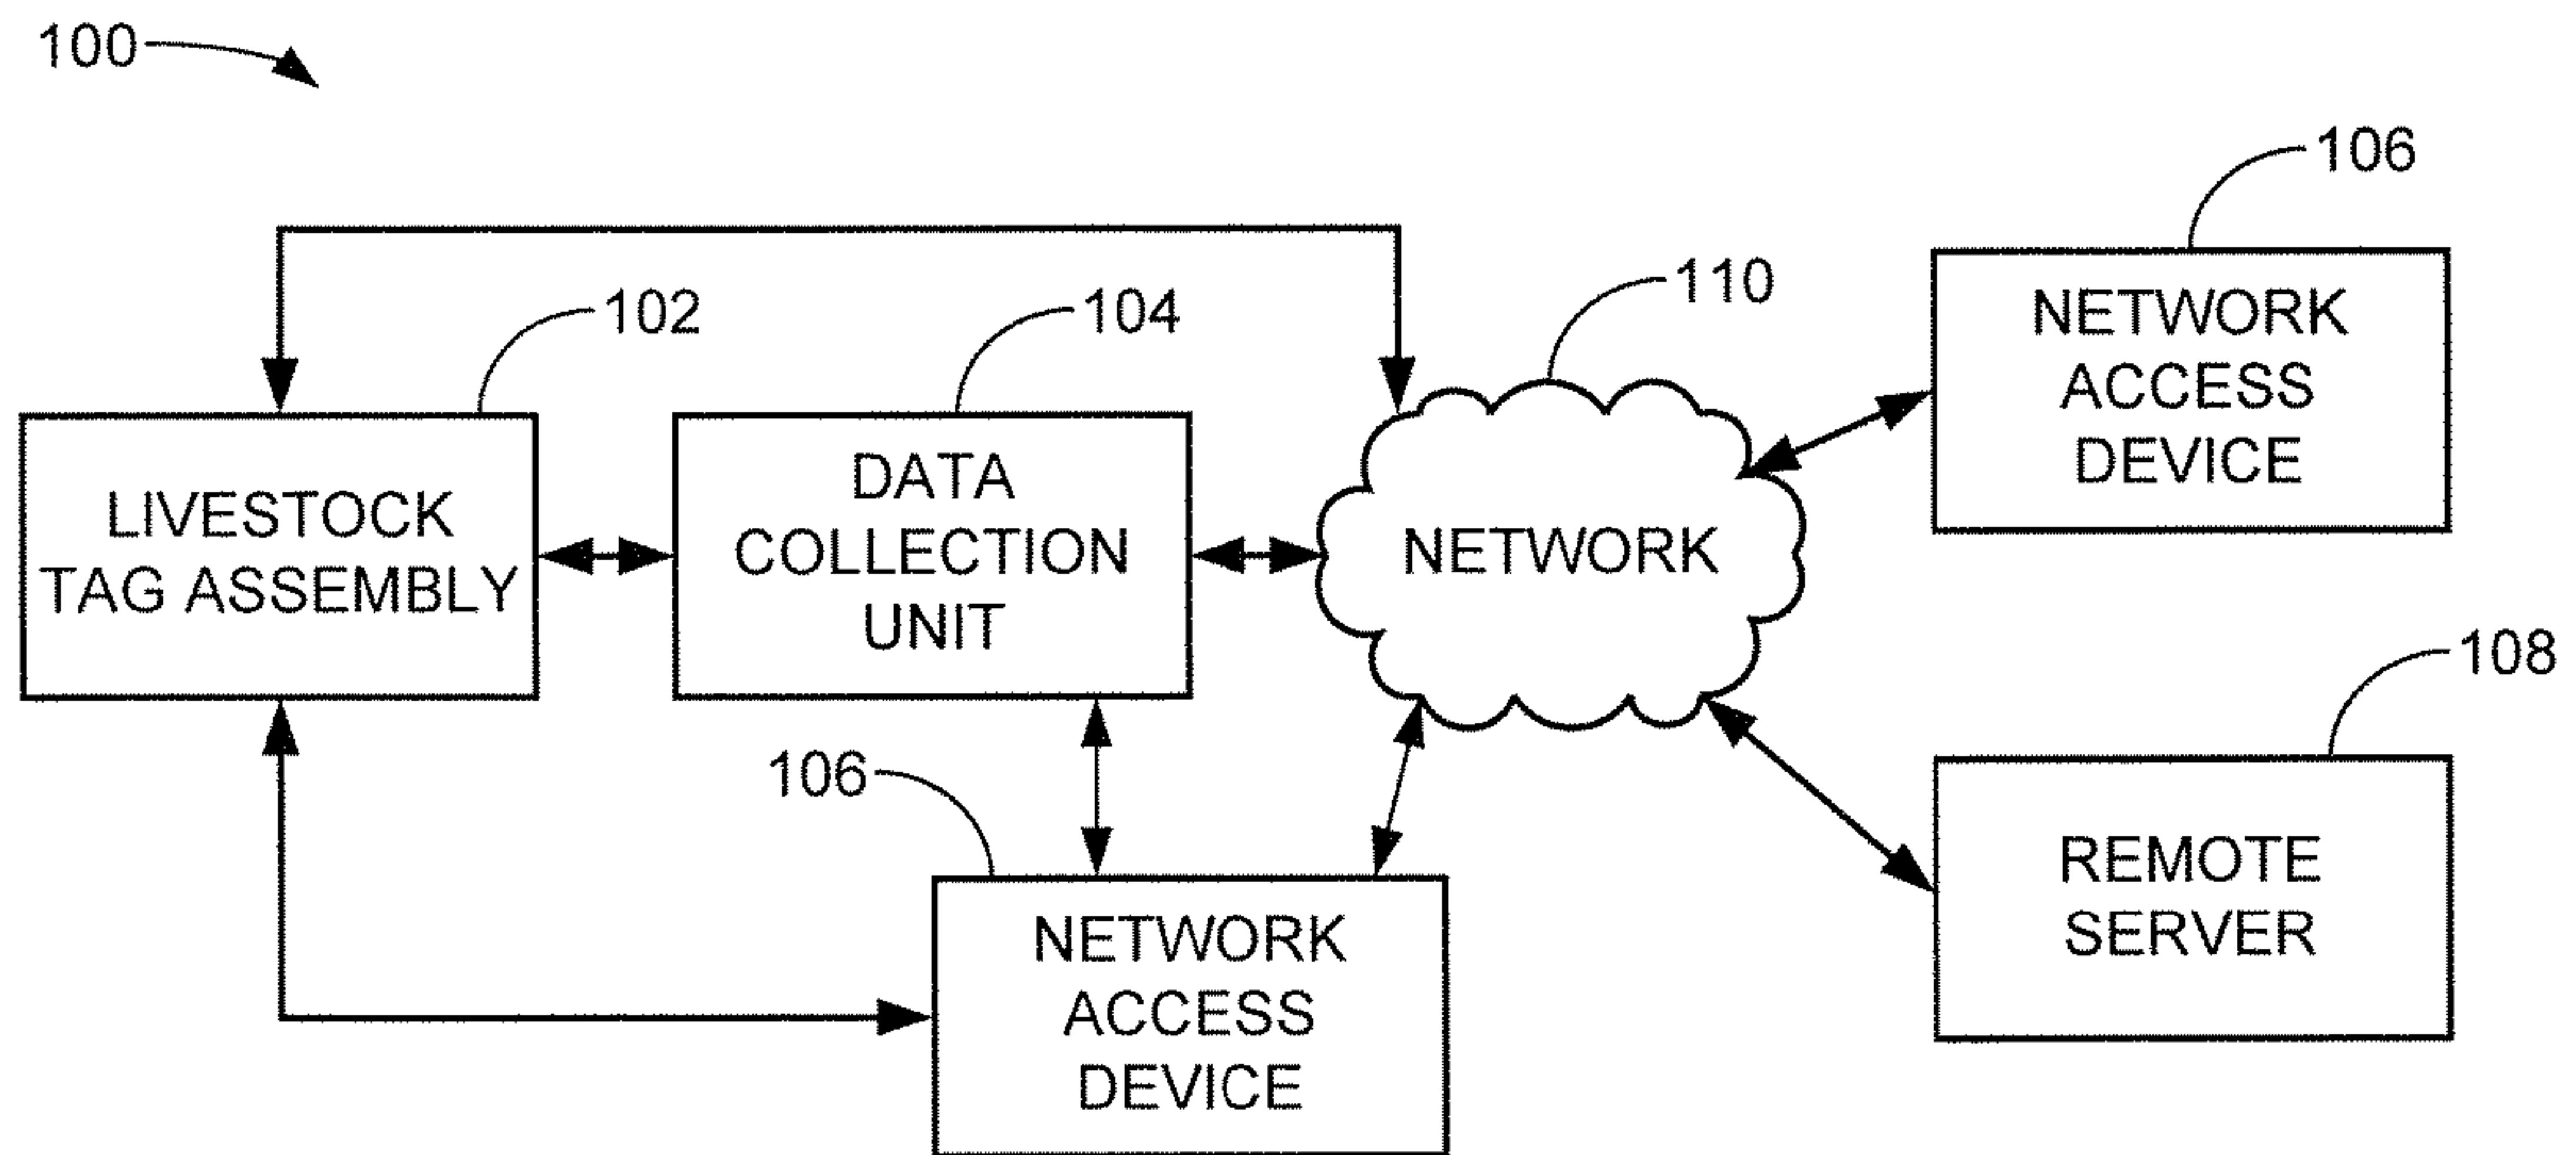 100
106
110
102
104
NETWORK
ACCESS
DEVICE
LIVESTOCK
TAG ASSEMBLY
DATA
COLLECTION
UNIT
NETWORK
108
106
REMOTE
SERVER
NETWORK
ACCESS
DEVICE